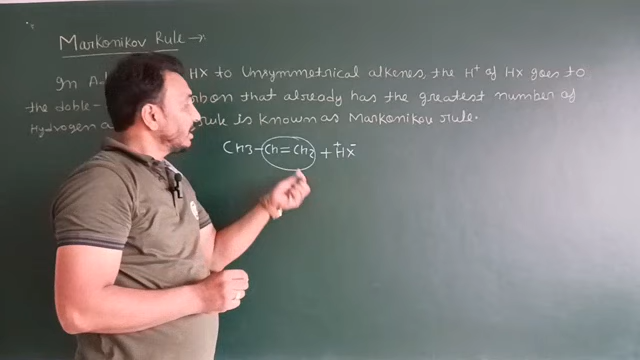 Markonikov Rule →
In Ad HX to Unsymmetrical alkenes, the H+ of HX goes to
the doble- bon that already has the greatest number of
Hydrogen a rule is known as Markonikov rule.
CH3-CH=CH2 + H+X-